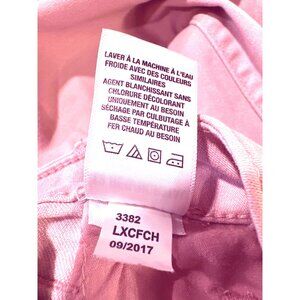 LAVER À LA MACHINE À L'EAU
FROIDE AVEC DES COULEURS
SIMILAIRES
AGENT BLANCHISSANT SANS
CHLORURE DÉCOLORANT
UNIQUEMENT AU BESOIN
SÉCHAGE PAR CULBUTAGE À
BASSE TEMPÉRATURE
FER CHAUD AU BESOIN
3382
LXCFCH
09/2017